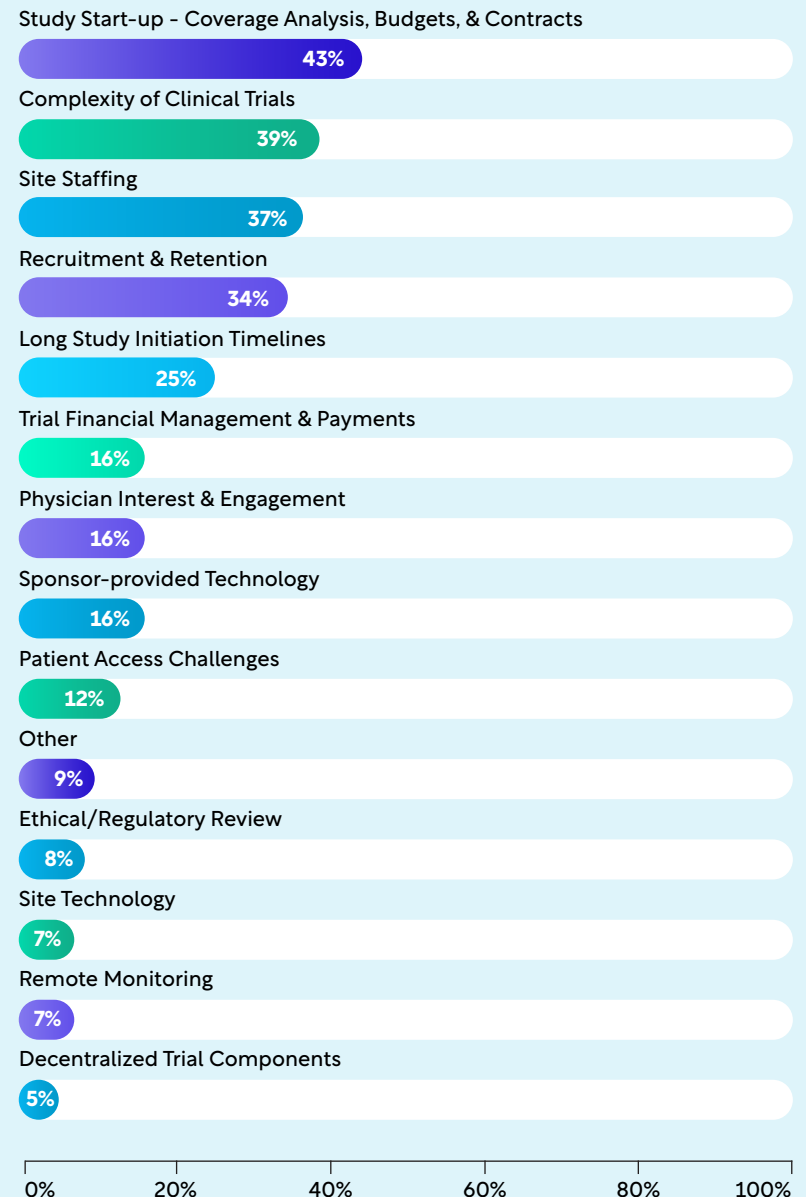 Study Start-up - Coverage Analysis, Budgets, & Contracts
43%
Complexity of Clinical Trials
39%
Site Staffing
37%
Recruitment & Retention
34%
Long Study Initiation Timelines
25%
Trial Financial Management & Payments
16%
Physician Interest & Engagement
16%
Sponsor-provided Technology
16%
Patient Access Challenges
12%
Other
9%
Ethical/Regulatory Review
8%
Site Technology
7%
Remote Monitoring
7%
Decentralized Trial Components
5%
0% 20% 40% 60% 80% 100%